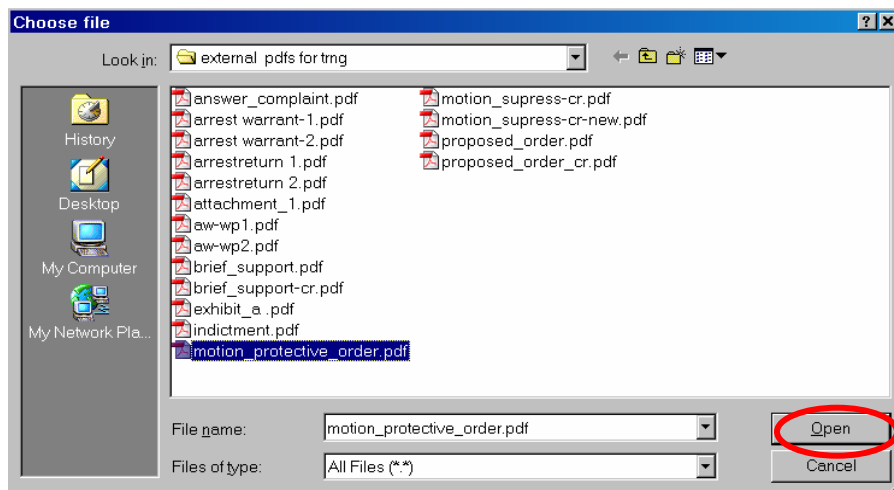 Choose file
Look in:
external pdfs for trng
History
Desktop
My Computer
My Network Pla...
answer_complaint.pdf
arrest warrant-1.pdf
arrest warrant-2.pdf
arrestreturn 1.pdf
arrestreturn 2.pdf
attachment_1.pdf
aw-wp1.pdf
aw-wp2.pdf
brief_support.pdf
brief_support-cr.pdf
exhibit_a .pdf
indictment.pdf
motion_protective_order.pdf
motion_supress-cr.pdf
motion_supress-cr-new.pdf
proposed_order.pdf
proposed_order_cr.pdf
File name:
motion_protective_order.pdf
Open
Files of type:
All Files (*.*)
Cancel